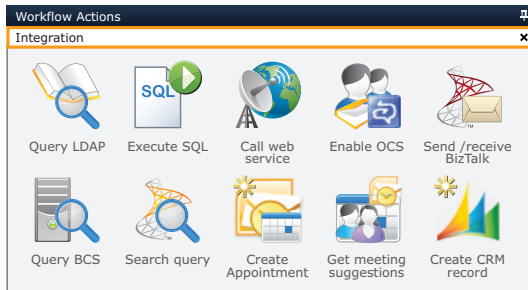 Workflow Actions
Integration
SQL
Query LDAP
Execute SQL
Call web
service
Enable OCS
Send /receive
BizTalk
Query BCS
Search query
Create
Appointment
Get meeting
suggestions
Create CRM
record